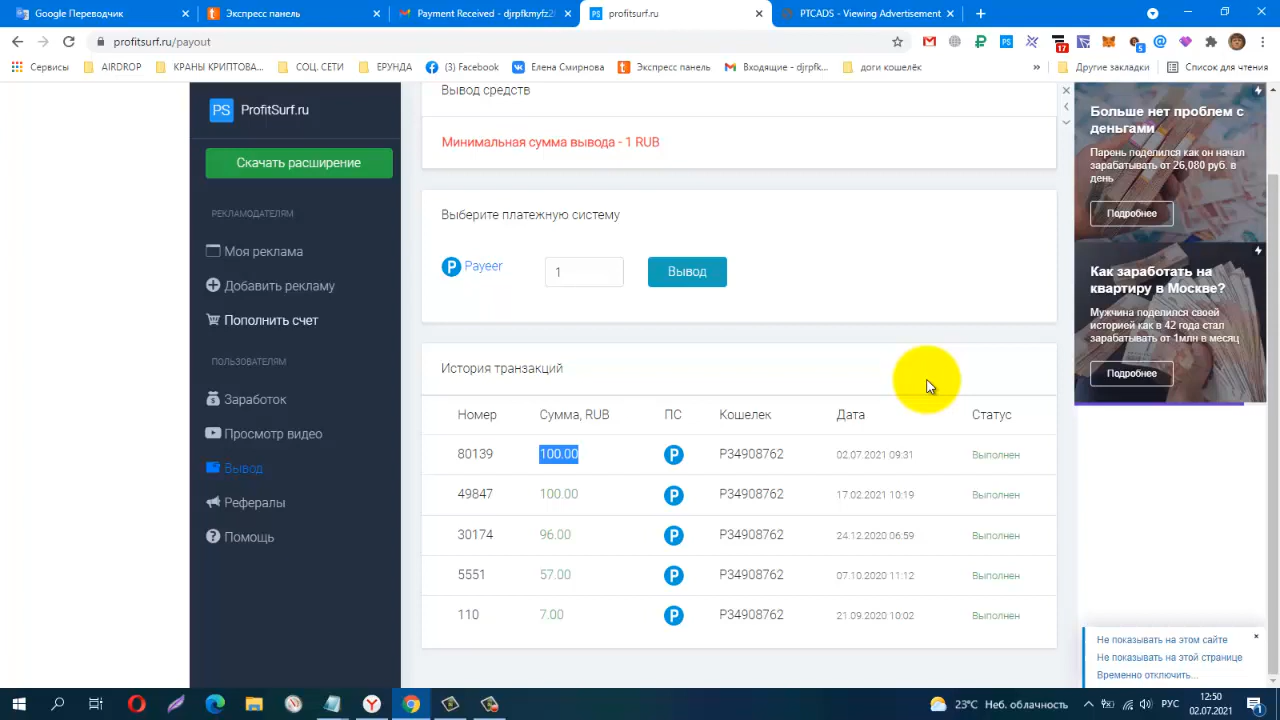 Google Переводчик
Экспресс панель
Payment Received - djrpfkmyfz2
profitsurf.ru
PTCADS - Viewing Advertisement
profitsurf.ru/payout
17
5
Сервисы
AIRDROP
КРАНЫ КРИПТОВА...
СОЦ. СЕТИ
ЕРУНДА
(3) Facebook
Елена Смирнова
Экспресс панель
Входящие - djrpfk...
доги кошелёк
»
Другие закладки
Список для чтения
PS ProfitSurf.ru
Скачать расширение
РЕКЛАМОДАТЕЛЯМ
Моя реклама
Добавить рекламу
Пополнить счет
ПОЛЬЗОВАТЕЛЯМ
Заработок
Просмотр видео
Вывод
Рефералы
Помощь
Вывод средств
Минимальная сумма вывода - 1 RUB
Выберите платежную систему
Payeer
1
Вывод
История транзакций
Номер Сумма, RUB ПС Кошелек Дата Статус
80139 100.00 P P34908762 02.07.2021 09:31 Выполнен
49847 100.00 P P34908762 17.02.2021 10:19 Выполнен
30174 96.00 P P34908762 24.12.2020 06:59 Выполнен
5551 57.00 P P34908762 07.10.2020 11:12 Выполнен
110 7.00 P P34908762 21.09.2020 10:02 Выполнен
Больше нет проблем с
деньгами
Парень поделился как он начал
зарабатывать от 26,080 руб. в
день
Подробнее
Как заработать на
квартиру в Москве?
Мужчина поделился своей
историей как в 42 года стал
зарабатывать от 1млн в месяц
Подробнее
Не показывать на этом сайте
Не показывать на этой странице
Временно отключить...
23°C Неб. облачность
РУС
12:50
02.07.2021
1